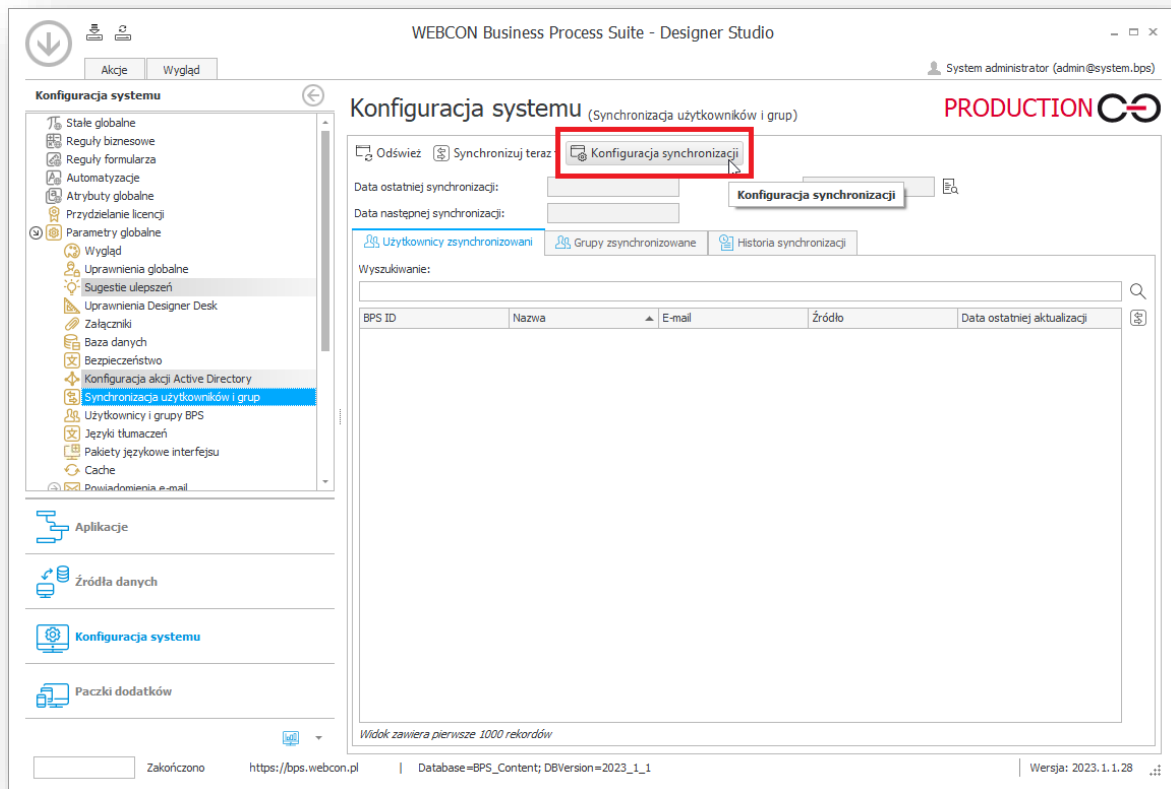 WEBCON Business Process Suite - Designer Studio
Akcje Wygląd
System administrator (admin@system.bps)
Konfiguracja systemu
Stałe globalne
Reguły biznesowe
Reguły formularza
Automatyzacje
Atrybuty globalne
Przydzielanie licencji
Parametry globalne
Wygląd
Uprawnienia globalne
Sugestie ulepszeń
Uprawnienia Designer Desk
Załączniki
Baza danych
Bezpieczeństwo
Konfiguracja akcji Active Directory
Synchronizacja użytkowników i grup
Użytkownicy i grupy BPS
Języki tłumaczeń
Pakiety językowe interfejsu
Cache
Powiadomienia e-mail
Aplikacje
Źródła danych
Konfiguracja systemu
Paczki dodatków
Konfiguracja systemu (Synchronizacja użytkowników i grup)
PRODUCTION
Odśwież Synchronizuj teraz Konfiguracja synchronizacji
Data ostatniej synchronizacji:
Konfiguracja synchronizacji
Data następnej synchronizacji:
Użytkownicy zsynchronizowani Grupy zsynchronizowane Historia synchronizacji
Wyszukiwanie:
BPS ID Nazwa E-mail Źródło Data ostatniej aktualizacji
Widok zawiera pierwsze 1000 rekordów
Zakończono https://bps.webcon.pl | Database=BPS_Content; DBVersion=2023_1_1 Wersja: 2023.1.1.28